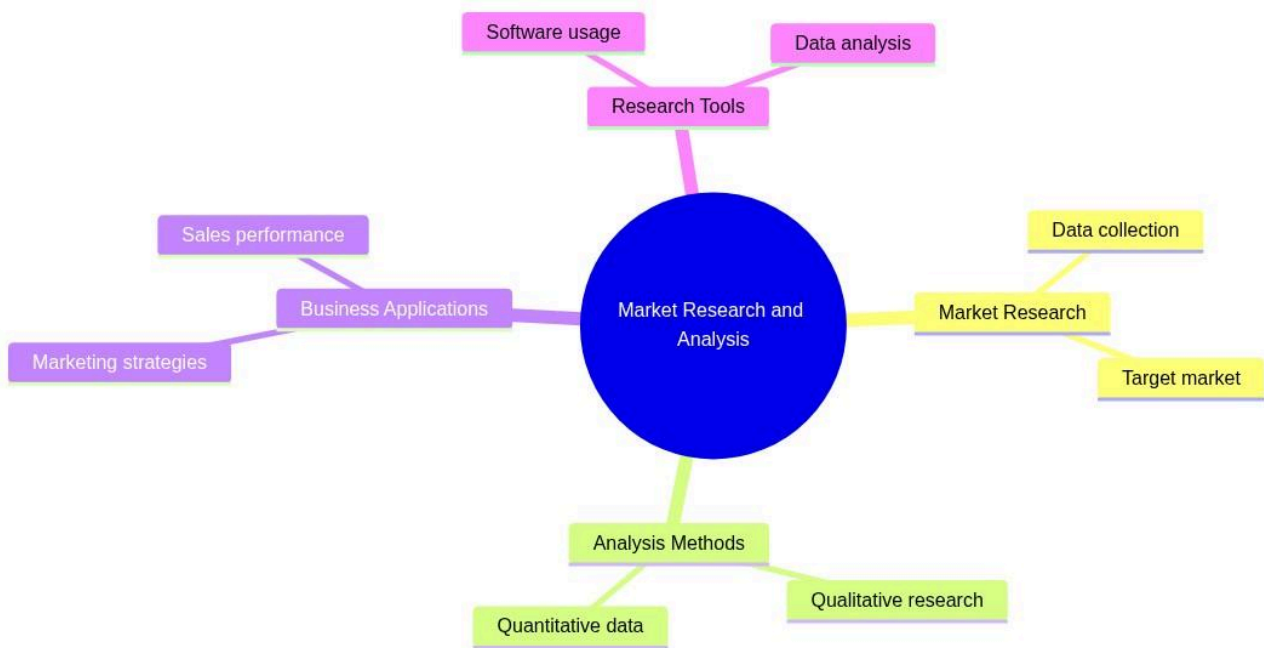 Software usage
Data analysis
Research Tools
Sales performance
Data collection
Business Applications
Market Research and
Analysis
Market Research
Marketing strategies
Target market
Analysis Methods
Qualitative research
Quantitative data